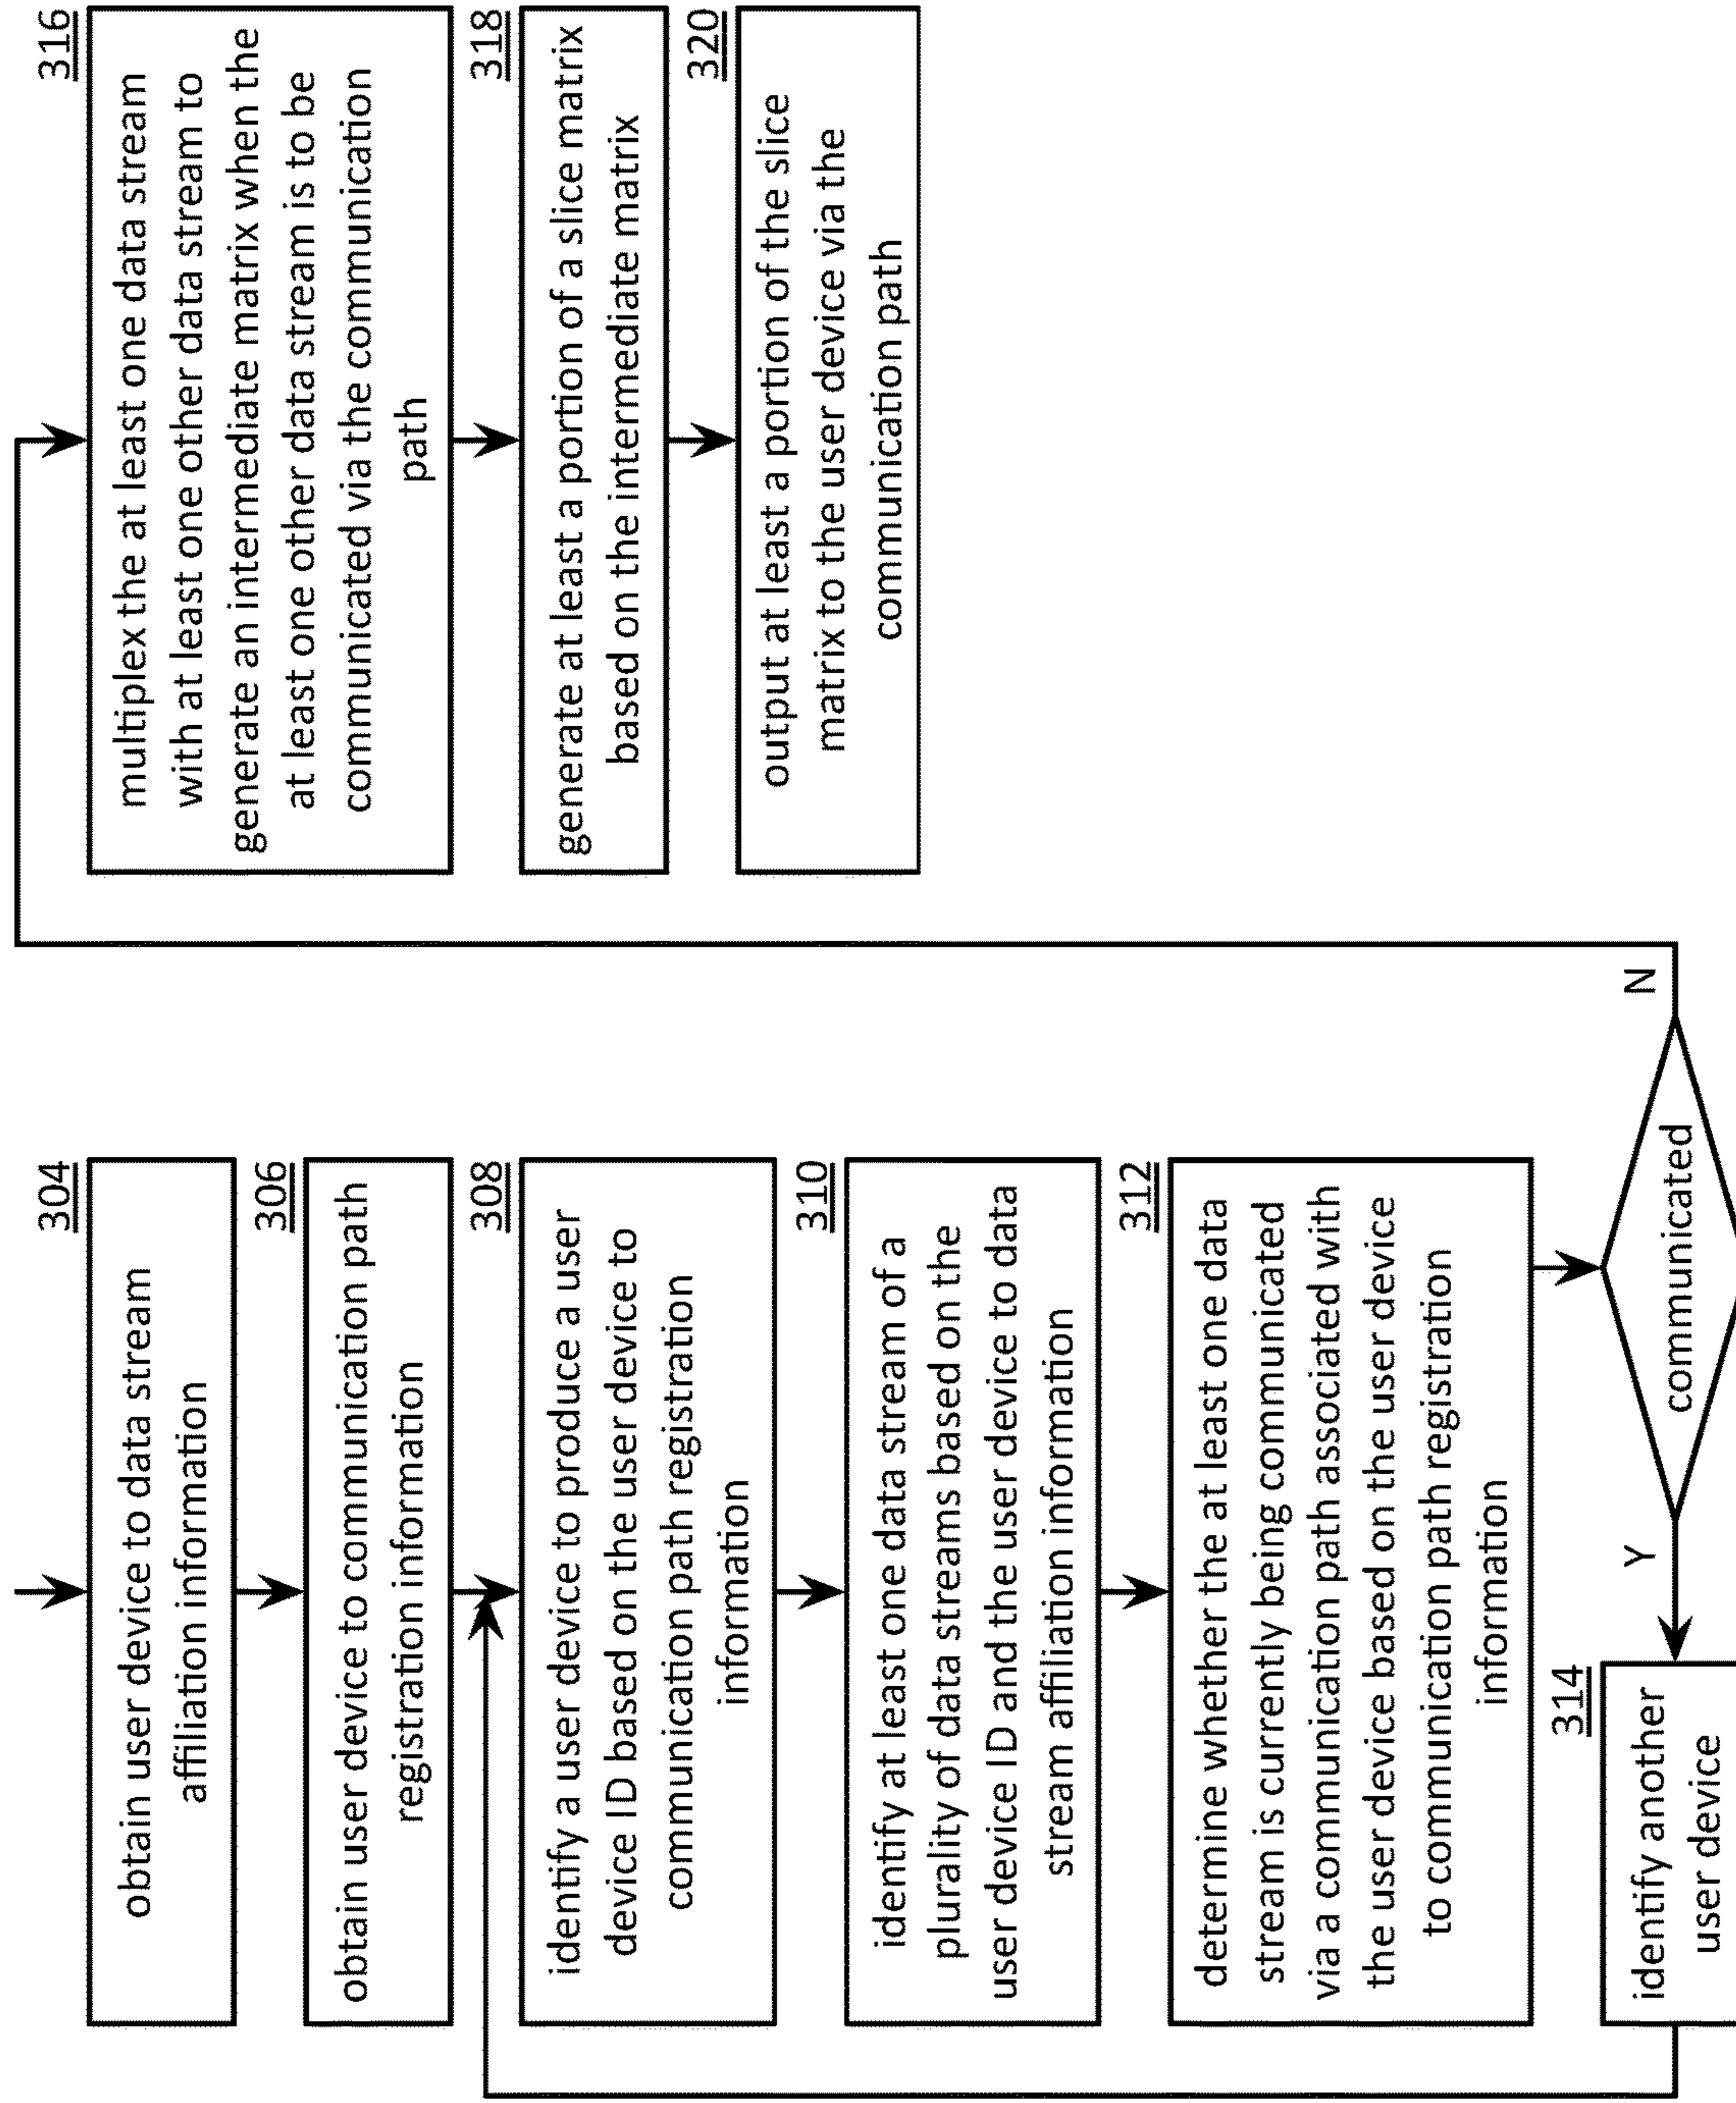 304
obtain user device to data stream
affiliation information
306
obtain user device to communication path
registration information
308
identify a user device to produce a user
device ID based on the user device to
communication path registration
information
310
identify at least one data stream of a
plurality of data streams based on the
user device ID and the user device to data
stream affiliation information
312
determine whether the at least one data
stream is currently being communicated
via a communication path associated with
the user device based on the user device
to communication path registration
information
314
identify another
user device
Y
communicated
N
316
multiplex the at least one data stream
with at least one other data stream to
generate an intermediate matrix when the
at least one other data stream is to be
communicated via the communication
path
318
generate at least a portion of a slice matrix
based on the intermediate matrix
320
output at least a portion of the slice
matrix to the user device via the
communication path